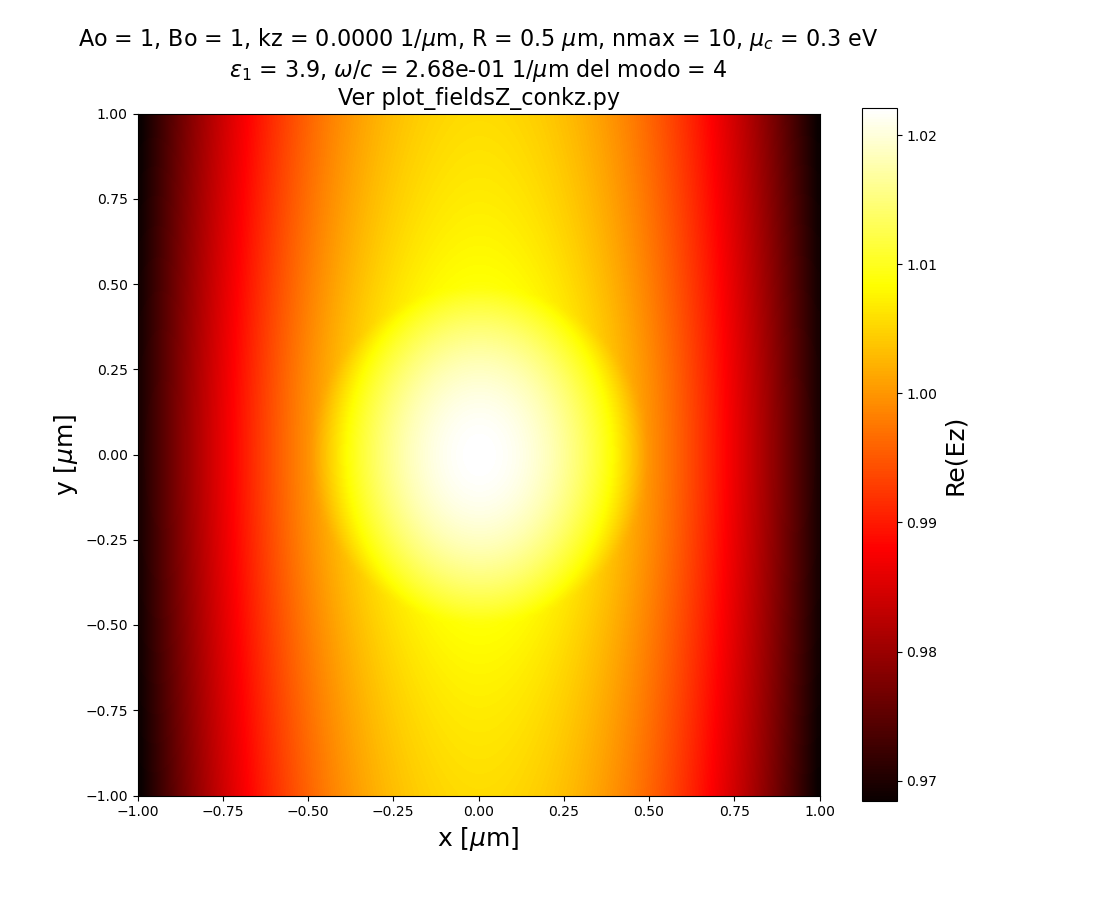 Ao = 1, Bo = 1, kz = 0.0000 1/μm, R = 0.5 μm, nmax = 10, μc = 0.3 eV
ε1 = 3.9, ω/c = 2.68e-01 1/μm del modo = 4
Ver plot_fieldsZ_conkz.py
1.00
0.75
0.50
0.25
0.00
−0.25
−0.50
−0.75
−1.00
y [μm]
−1.00 −0.75 −0.50 −0.25 0.00 0.25 0.50 0.75 1.00
x [μm]
1.02
1.01
1.00
0.99
0.98
0.97
Re(Ez)